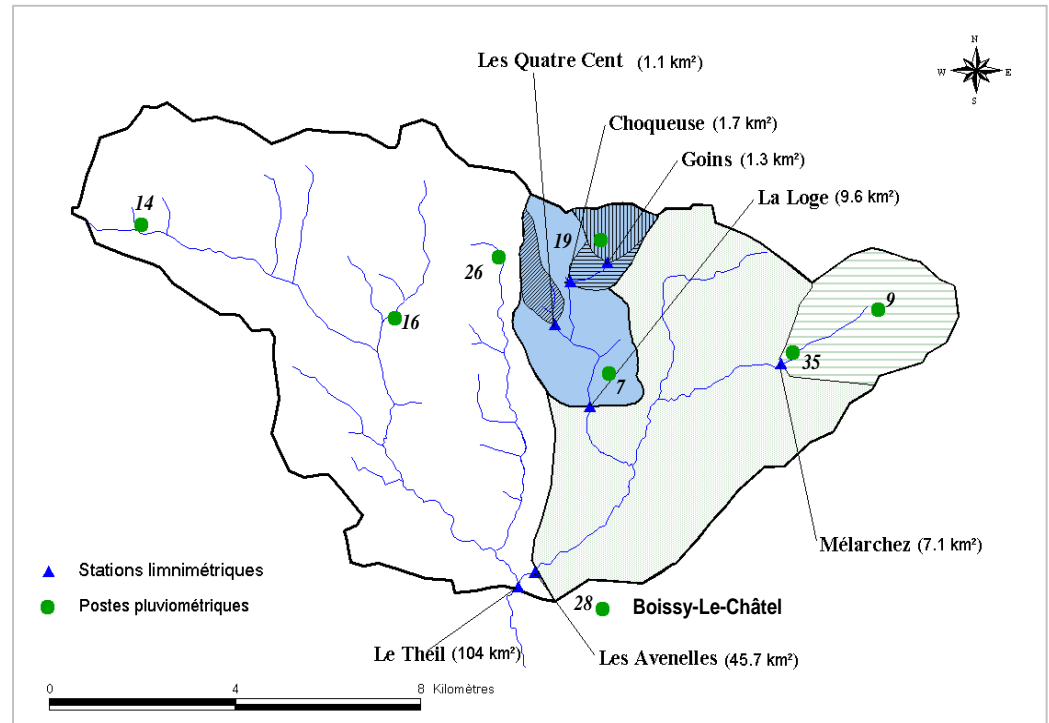 N
W E
S
Les Quatre Cent (1.1 km²)
Choqueuse (1.7 km²)
Goins (1.3 km²)
La Loge (9.6 km²)
14
19
26
9
16
35
7
Mélarchez (7.1 km²)
Stations limnimétriques
Postes pluviométriques
28 Boissy-Le-Châtel
Le Theil (104 km²)
Les Avenelles (45.7 km²)
0 4 8 Kilomètres